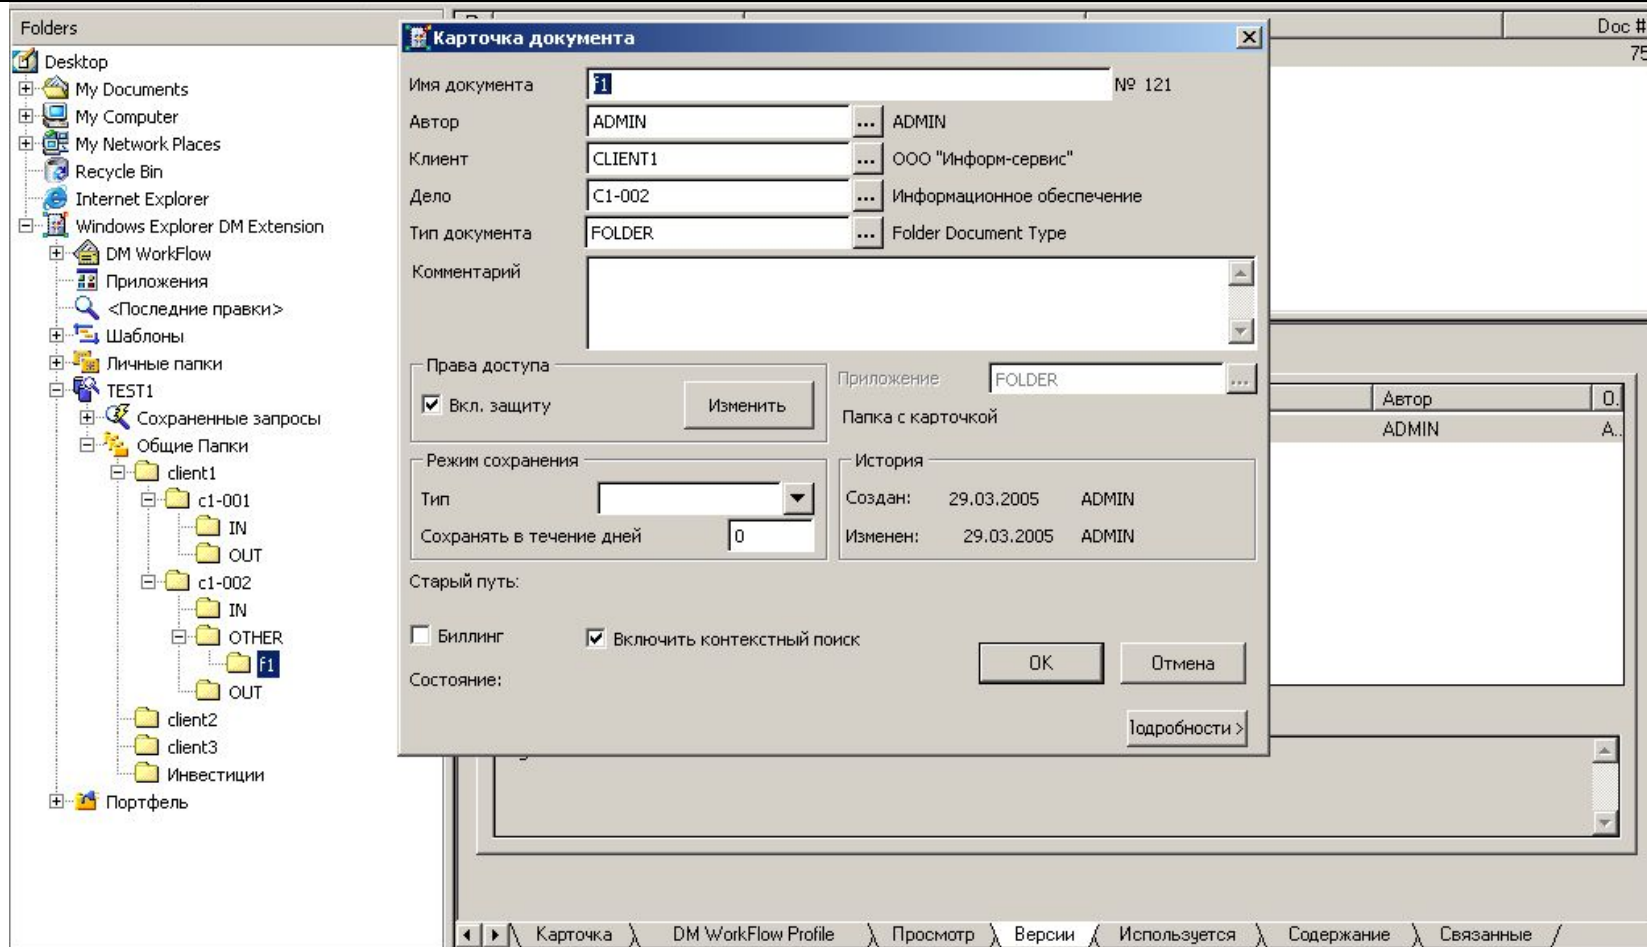 Folders
Desktop
My Documents
My Computer
My Network Places
Recycle Bin
Internet Explorer
Windows Explorer DM Extension
DM WorkFlow
Приложения
<Последние правки>
Шаблоны
Личные папки
TEST1
Сохраненные запросы
Общие Папки
client1
c1-001
IN
OUT
c1-002
IN
OTHER
f1
OUT
client2
client3
Инвестиции
Портфель
Карточка документа
Имя документа f1 № 121
Автор ADMIN ... ADMIN
Клиент CLIENT1 ... ООО "Информ-сервис"
Дело C1-002 ... Информационное обеспечение
Тип документа FOLDER ... Folder Document Type
Комментарий
Права доступа
Вкл. защиту Изменить
Приложение FOLDER ...
Папка с карточкой
Режим сохранения
Тип
Сохранять в течение дней 0
История
Создан: 29.03.2005 ADMIN
Изменен: 29.03.2005 ADMIN
Старый путь:
Биллинг Включить контекстный поиск
OK Отмена
Состояние:
Подробности >
Doc #
75
Автор О.
ADMIN A..
Карточка DM WorkFlow Profile Просмотр Версии Используется Содержание Связанные